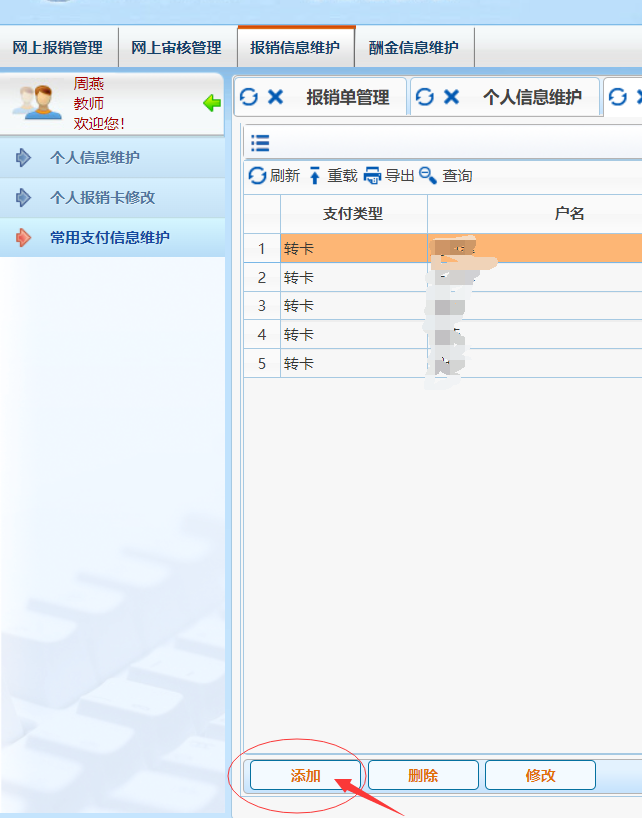 网上报销管理 网上审核管理 报销信息维护 酬金信息维护
周燕
教师
欢迎您!
个人信息维护
个人报销卡修改
常用支付信息维护
报销单管理 个人信息维护
刷新 重载 导出 查询
支付类型 户名
1 转卡
2 转卡
3 转卡
4 转卡
5 转卡
添加 删除 修改